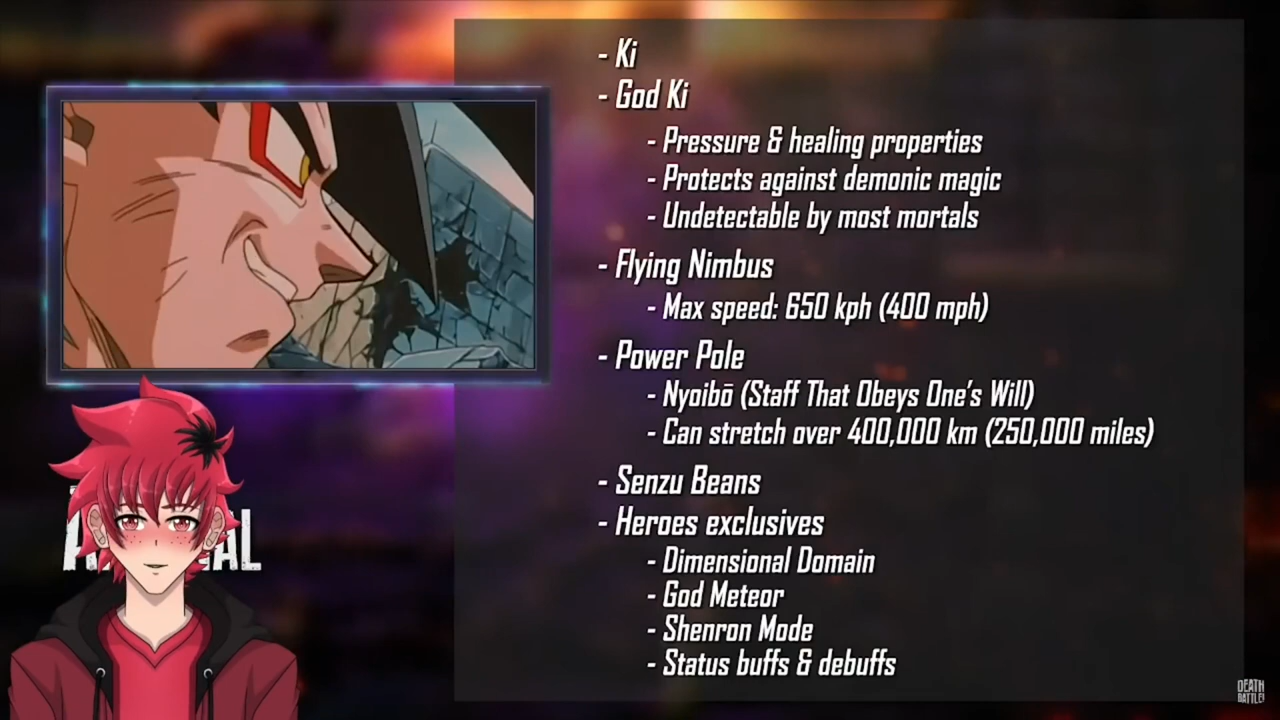 - Ki
- God Ki
- Pressure & healing properties
- Protects against demonic magic
- Undetectable by most mortals
- Flying Nimbus
- Max speed: 650 kph (400 mph)
- Power Pole
- Nyoibō (Staff That Obeys One's Will)
- Can stretch over 400,000 km (250,000 miles)
- Senzu Beans
- Heroes exclusives
- Dimensional Domain
- God Meteor
- Shenron Mode
- Status buffs & debuffs
DEATH
BATTLE!